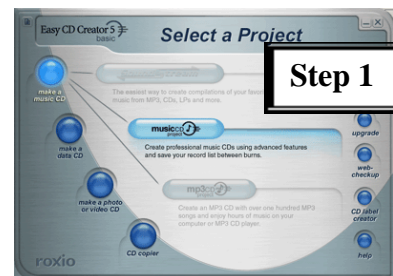 Easy CD Creator 5
basic
Select a Project
Step 1
make a
music CD
The easiest way to create completions of your favor
music from MP3, CDs, LPs and more.
musiccd
project
Create professional music CDs using advanced features
and save your record list between burns.
make a
data CD
mp3cd
project
Create an MP3 CD with over one hundred MP3
songs and enjoy hours of music on your
computer or MP3 CD player.
make a photo
or video CD
CD copier
upgrade
web-
checkup
CD label
creator
help
roxio